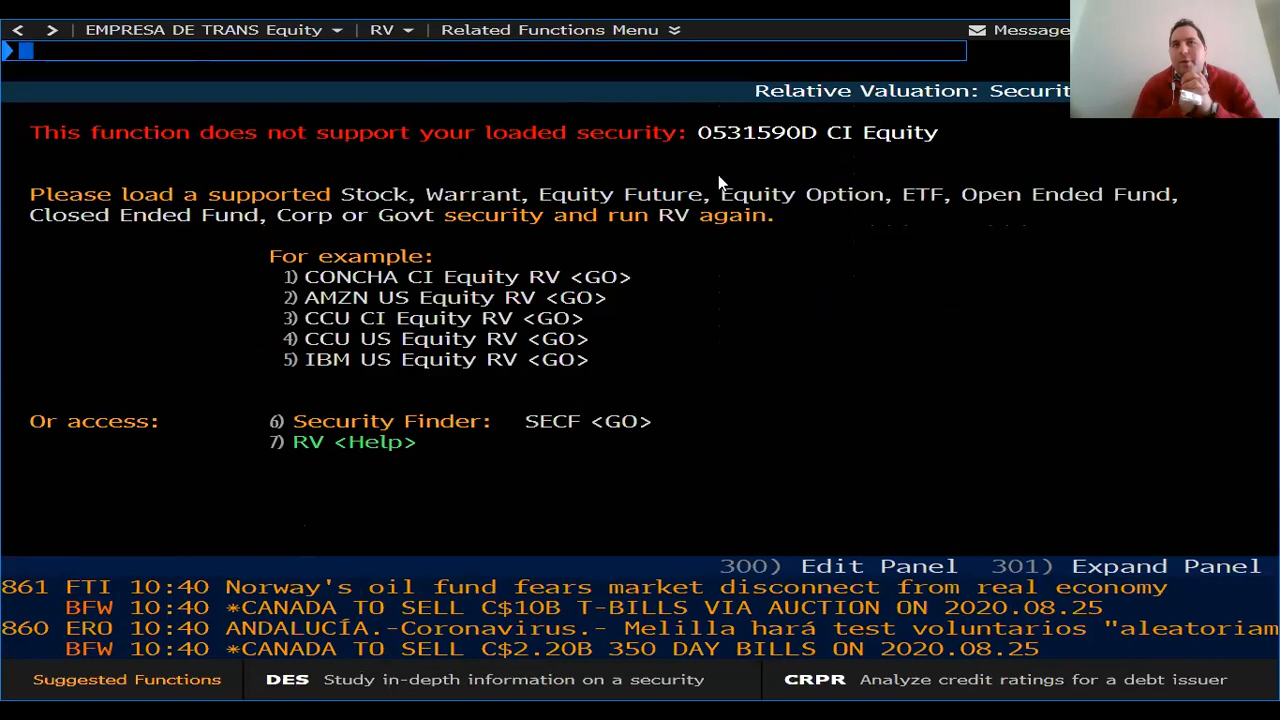 < > EMPRESA DE TRANS Equity RV Related Functions Menu Message
Relative Valuation: Securit
This function does not support your loaded security: 0531590D CI Equity
Please load a supported Stock, Warrant, Equity Future, Equity Option, ETF, Open Ended Fund,
Closed Ended Fund, Corp or Govt security and run RV again.
For example:
1) CONCHA CI Equity RV <GO>
2) AMZN US Equity RV <GO>
3) CCU CI Equity RV <GO>
4) CCU US Equity RV <GO>
5) IBM US Equity RV <GO>
Or access: 6) Security Finder: SECF <GO>
7) RV <Help>
300) Edit Panel 301) Expand Panel
861 FTI 10:40 Norway's oil fund fears market disconnect from real economy
BFW 10:40 *CANADA TO SELL C$10B T-BILLS VIA AUCTION ON 2020.08.25
860 ERO 10:40 ANDALUCÍA.-Coronavirus.- Melilla hará test voluntarios "aleatoriam
BFW 10:40 *CANADA TO SELL C$2.20B 350 DAY BILLS ON 2020.08.25
Suggested Functions DES Study in-depth information on a security CRPR Analyze credit ratings for a debt issuer